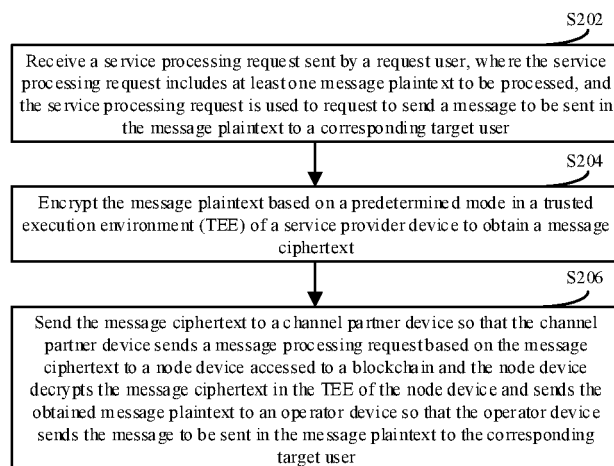 S202
Receive a service processing request sent by a request user, where the service
processing request includes at least one message plaintext to be processed, and
the service processing request is used to request to send a message to be sent in
the message plaintext to a corresponding target user
S204
Encrypt the message plaintext based on a predetermined mode in a trusted
execution environment (TEE) of a service provider device to obtain a message
ciphertext
S206
Send the message ciphertext to a channel partner device so that the channel
partner device sends a message processing request based on the message
ciphertext to a node device accessed to a blockchain and the node device
decrypts the message ciphertext in the TEE of the node device and sends the
obtained message plaintext to an operator device so that the operator device
sends the message to be sent in the message plaintext to the corresponding
target user